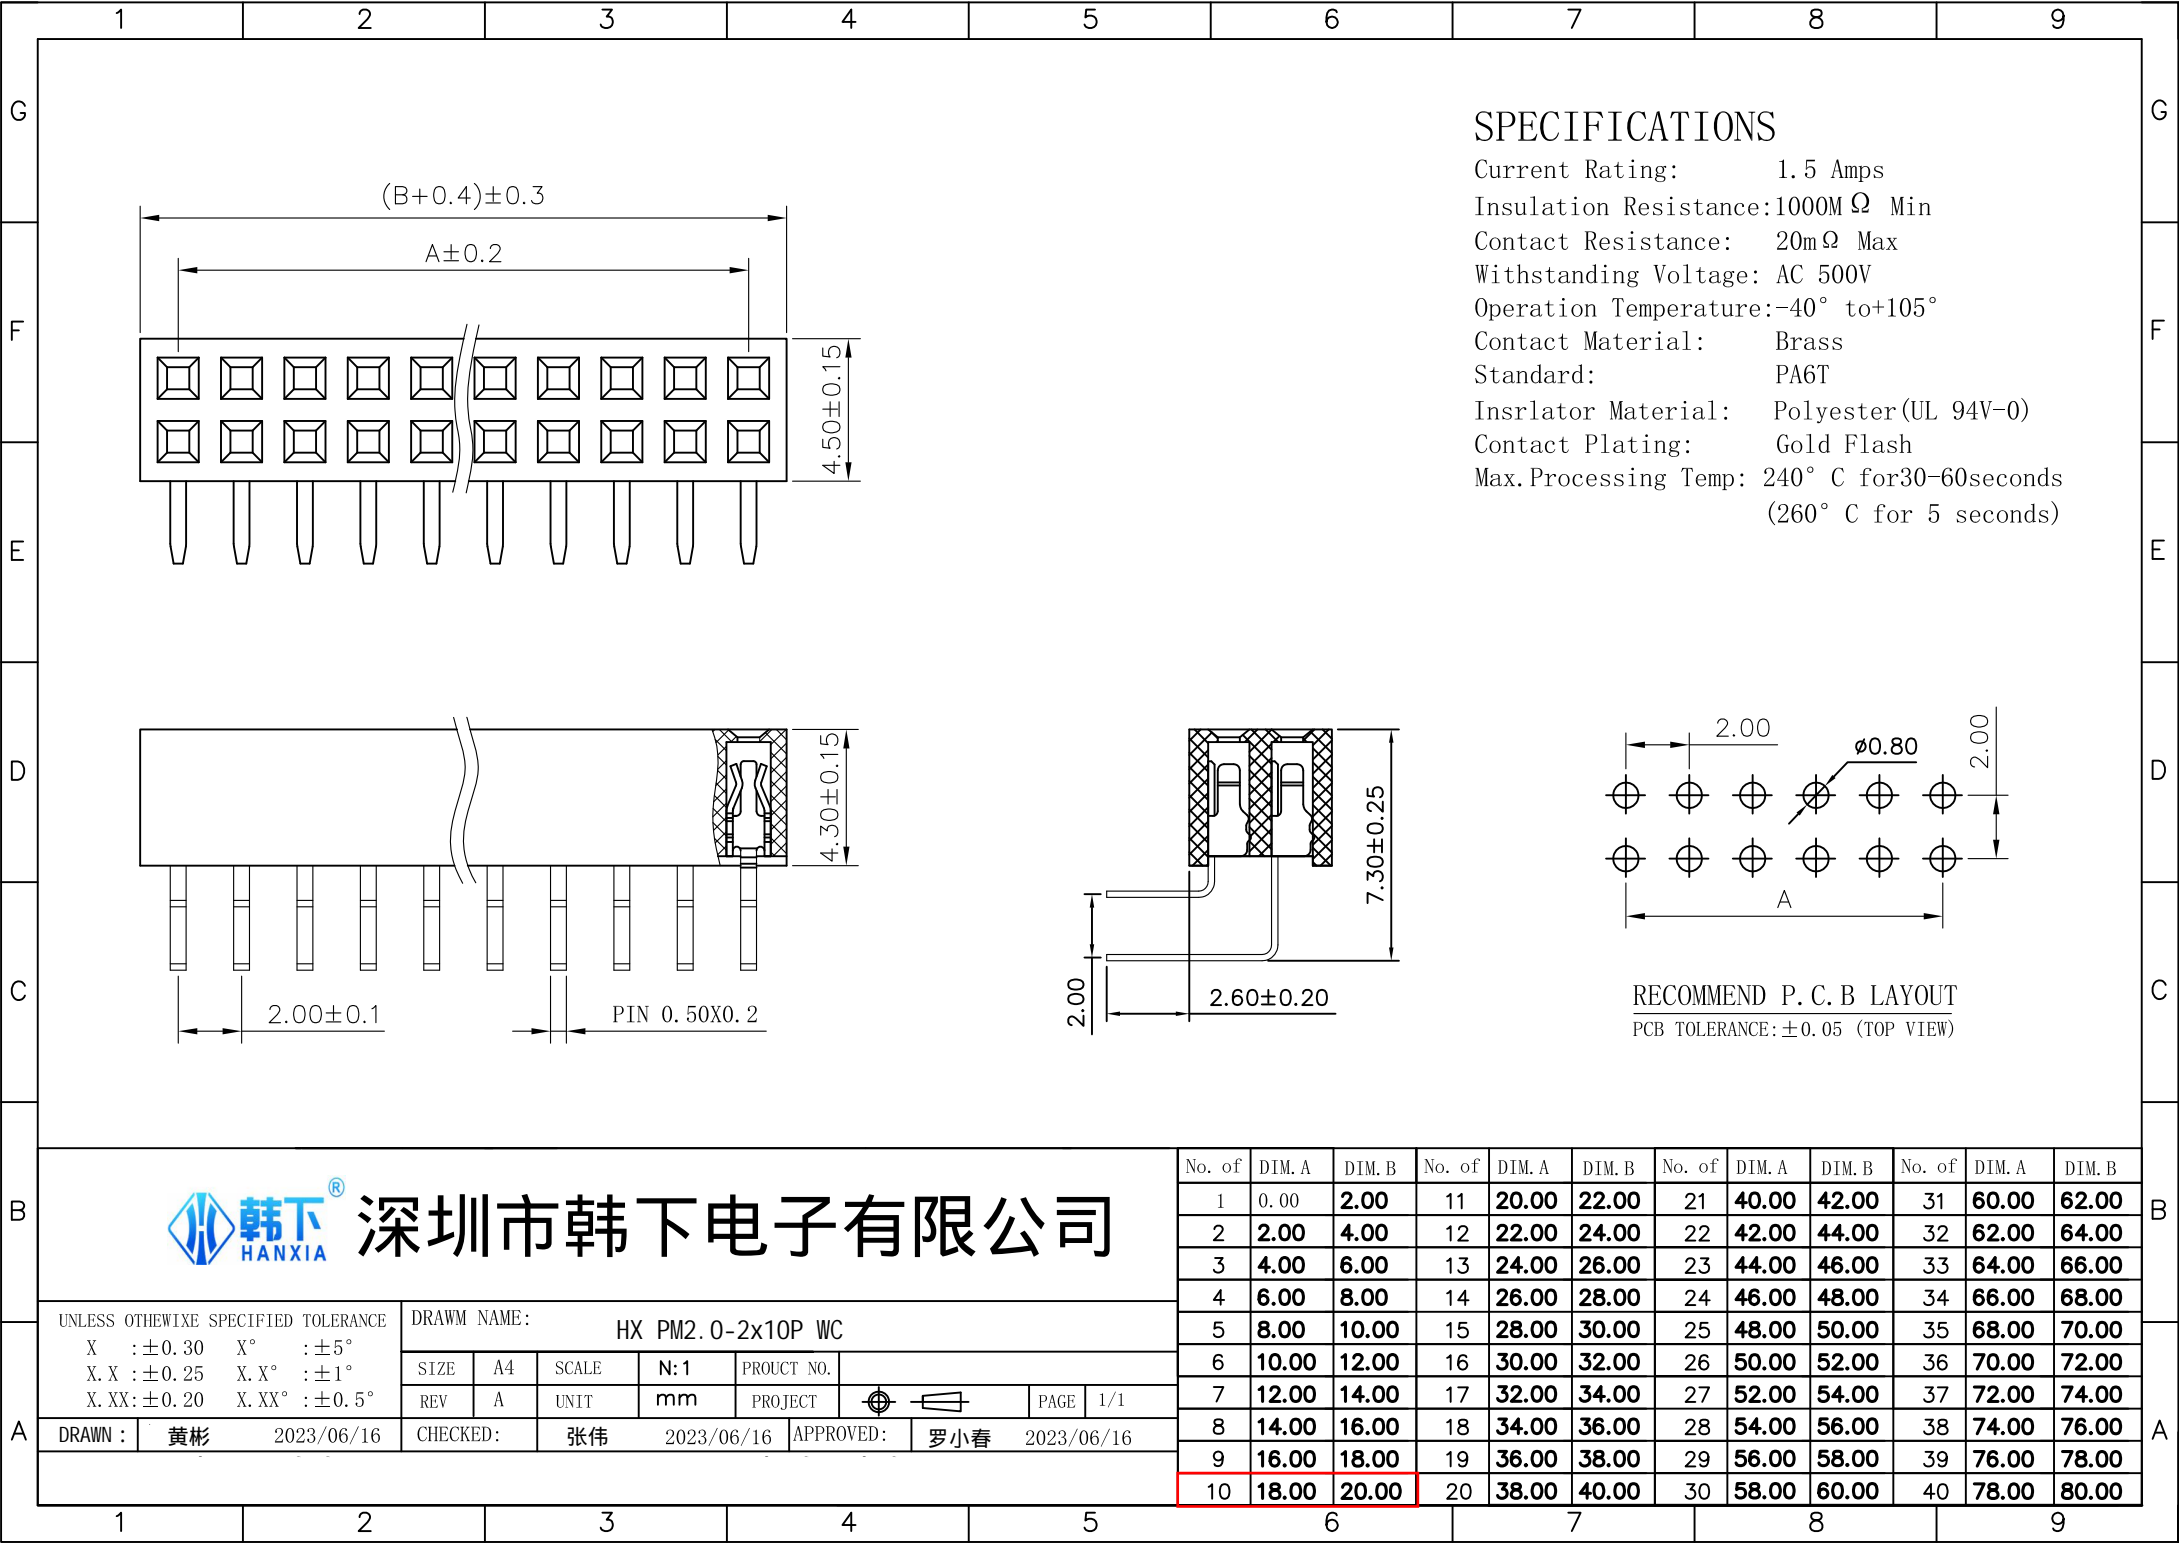 1 2 3 4 5 6 7 8 9
G
F
E
D
C
B
A
G
F
E
D
C
B
A
(B+0.4)±0.3
A±0.2
4.50±0.15
SPECIFICATIONS
Current Rating: 1.5 Amps
Insulation Resistance:1000MΩ Min
Contact Resistance: 20mΩ Max
Withstanding Voltage: AC 500V
Operation Temperature:-40° to+105°
Contact Material: Brass
Standard: PA6T
Insrlator Material: Polyester(UL 94V-0)
Contact Plating: Gold Flash
Max.Processing Temp: 240°C for30-60seconds
(260°C for 5 seconds)
4.30±0.15
2.00±0.1
PIN 0.50X0.2
7.30±0.25
2.00
2.60±0.20
2.00
ø0.80
2.00
A
RECOMMEND P.C.B LAYOUT
PCB TOLERANCE:±0.05 (TOP VIEW)
韩下®
HANXIA
深圳市韩下电子有限公司
UNLESS OTHEWIXE SPECIFIED TOLERANCE
X :±0.30 X° :±5°
X.X :±0.25 X.X° :±1°
X.XX:±0.20 X.XX° :±0.5°
DRAWM NAME:
HX PM2.0-2x10P WC
SIZE A4 SCALE N:1 PROUCT NO.
REV A UNIT mm PROJECT PAGE 1/1
DRAWN : 黄彬 2023/06/16 CHECKED: 张伟 2023/06/16 APPROVED: 罗小春 2023/06/16
No. of DIM.A DIM.B No. of DIM.A DIM.B No. of DIM.A DIM.B No. of DIM.A DIM.B
1 0.00 2.00 11 20.00 22.00 21 40.00 42.00 31 60.00 62.00
2 2.00 4.00 12 22.00 24.00 22 42.00 44.00 32 62.00 64.00
3 4.00 6.00 13 24.00 26.00 23 44.00 46.00 33 64.00 66.00
4 6.00 8.00 14 26.00 28.00 24 46.00 48.00 34 66.00 68.00
5 8.00 10.00 15 28.00 30.00 25 48.00 50.00 35 68.00 70.00
6 10.00 12.00 16 30.00 32.00 26 50.00 52.00 36 70.00 72.00
7 12.00 14.00 17 32.00 34.00 27 52.00 54.00 37 72.00 74.00
8 14.00 16.00 18 34.00 36.00 28 54.00 56.00 38 74.00 76.00
9 16.00 18.00 19 36.00 38.00 29 56.00 58.00 39 76.00 78.00
10 18.00 20.00 20 38.00 40.00 30 58.00 60.00 40 78.00 80.00
1 2 3 4 5 6 7 8 9